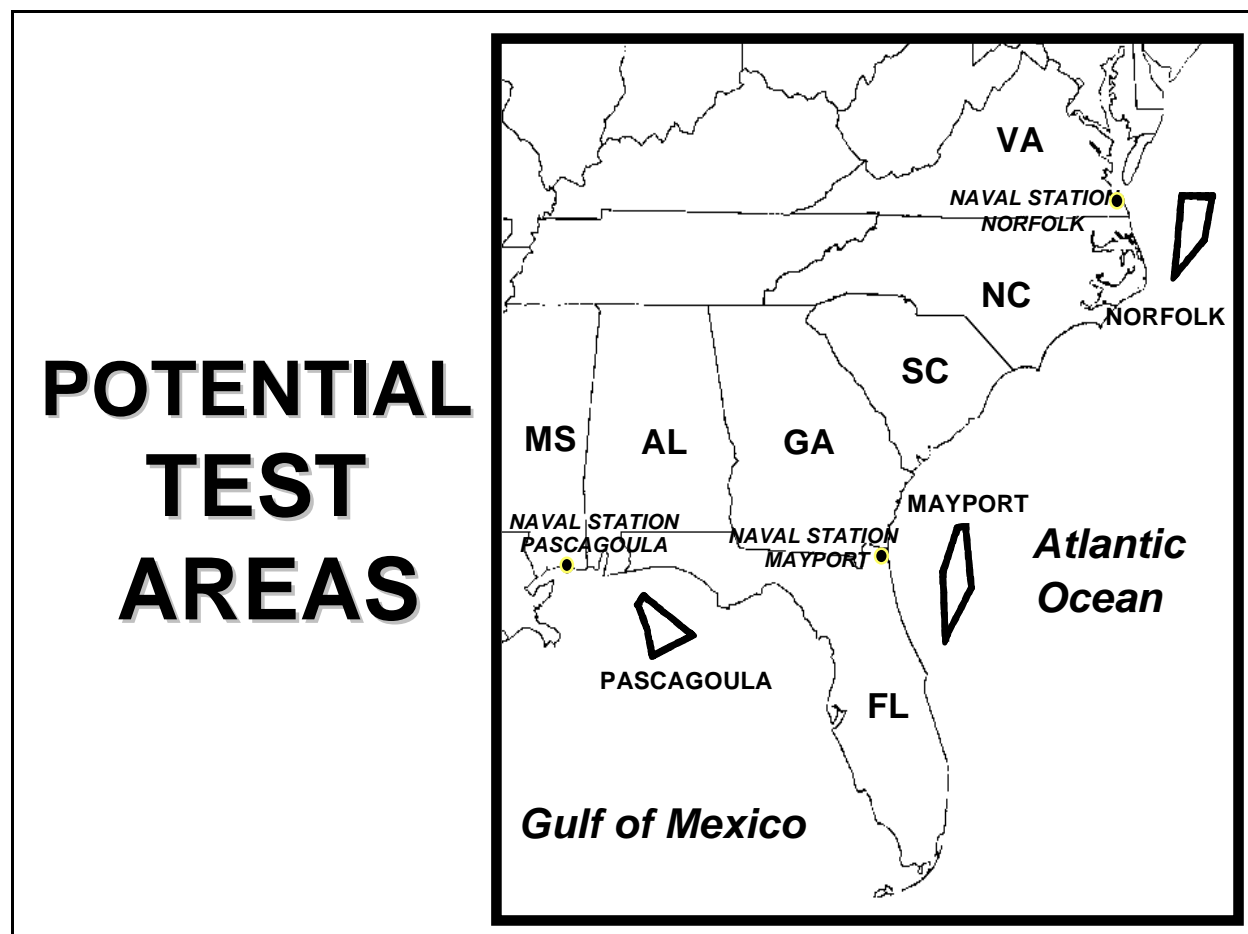 POTENTIAL
TEST
AREAS
VA
NAVAL STATION
NORFOLK
NC
NORFOLK
SC
MS
AL
GA
MAYPORT
NAVAL STATION
PASCAGOULA
NAVAL STATION
MAYPORT
Atlantic
Ocean
PASCAGOULA
FL
Gulf of Mexico